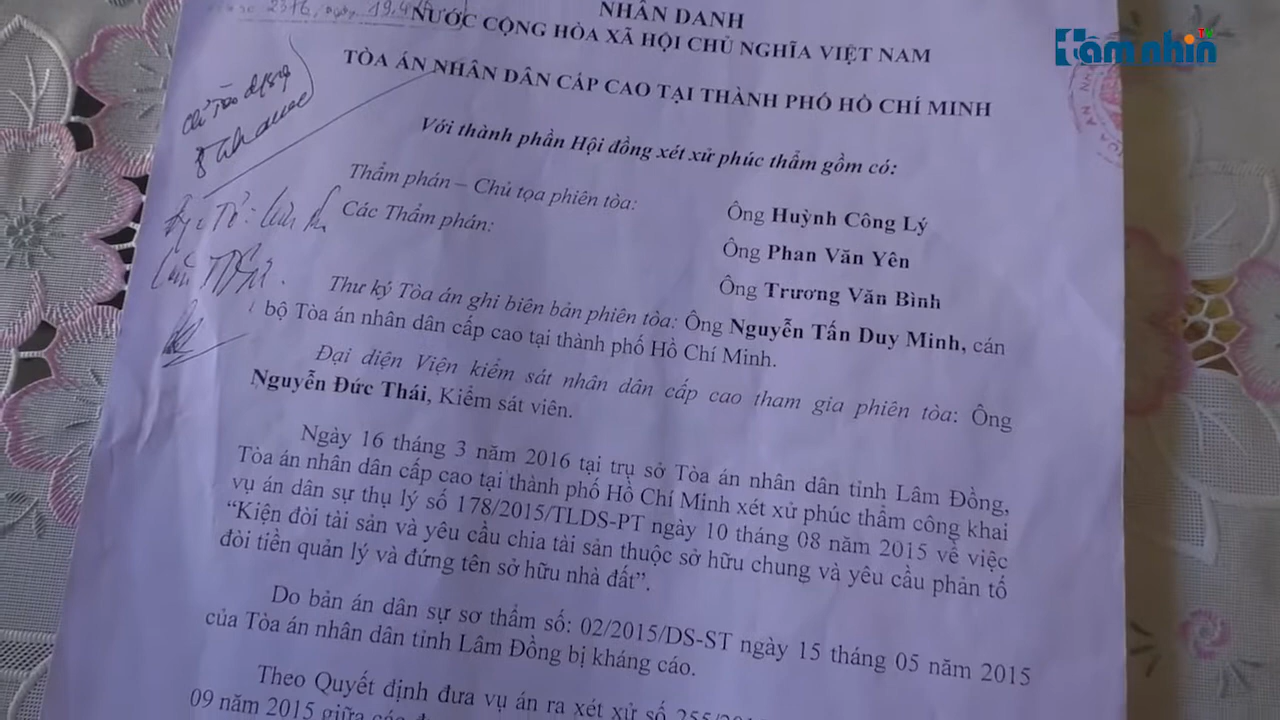 NHÂN DANH
NƯỚC CỘNG HÒA XÃ HỘI CHỦ NGHĨA VIỆT NAM
TÒA ÁN NHÂN DÂN CẤP CAO TẠI THÀNH PHỐ HỒ CHÍ MINH
Với thành phần Hội đồng xét xử phúc thẩm gồm có:
Thẩm phán – Chủ tọa phiên tòa: Ông Huỳnh Công Lý
Các Thẩm phán: Ông Phan Văn Yên
Ông Trương Văn Bình
Thư ký Tòa án ghi biên bản phiên tòa: Ông Nguyễn Tấn Duy Minh, cán
bộ Tòa án nhân dân cấp cao tại thành phố Hồ Chí Minh.
Đại diện Viện kiểm sát nhân dân cấp cao tham gia phiên tòa: Ông
Nguyễn Đức Thái, Kiểm sát viên.
Ngày 16 tháng 3 năm 2016 tại trụ sở Tòa án nhân dân tỉnh Lâm Đồng,
Tòa án nhân dân cấp cao tại thành phố Hồ Chí Minh xét xử phúc thẩm công khai
vụ án dân sự thụ lý số 178/2015/TLDS-PT ngày 10 tháng 08 năm 2015 về việc
“Kiện đòi tài sản và yêu cầu chia tài sản thuộc sở hữu chung và yêu cầu phản tố
đòi tiền quản lý và đứng tên sở hữu nhà đất”.
Do bản án dân sự sơ thẩm số: 02/2015/DS-ST ngày 15 tháng 05 năm 2015
của Tòa án nhân dân tỉnh Lâm Đồng bị kháng cáo.
Theo Quyết định đưa vụ án ra xét xử số
09 năm 2015 giữa các
Tầm nhìn TV